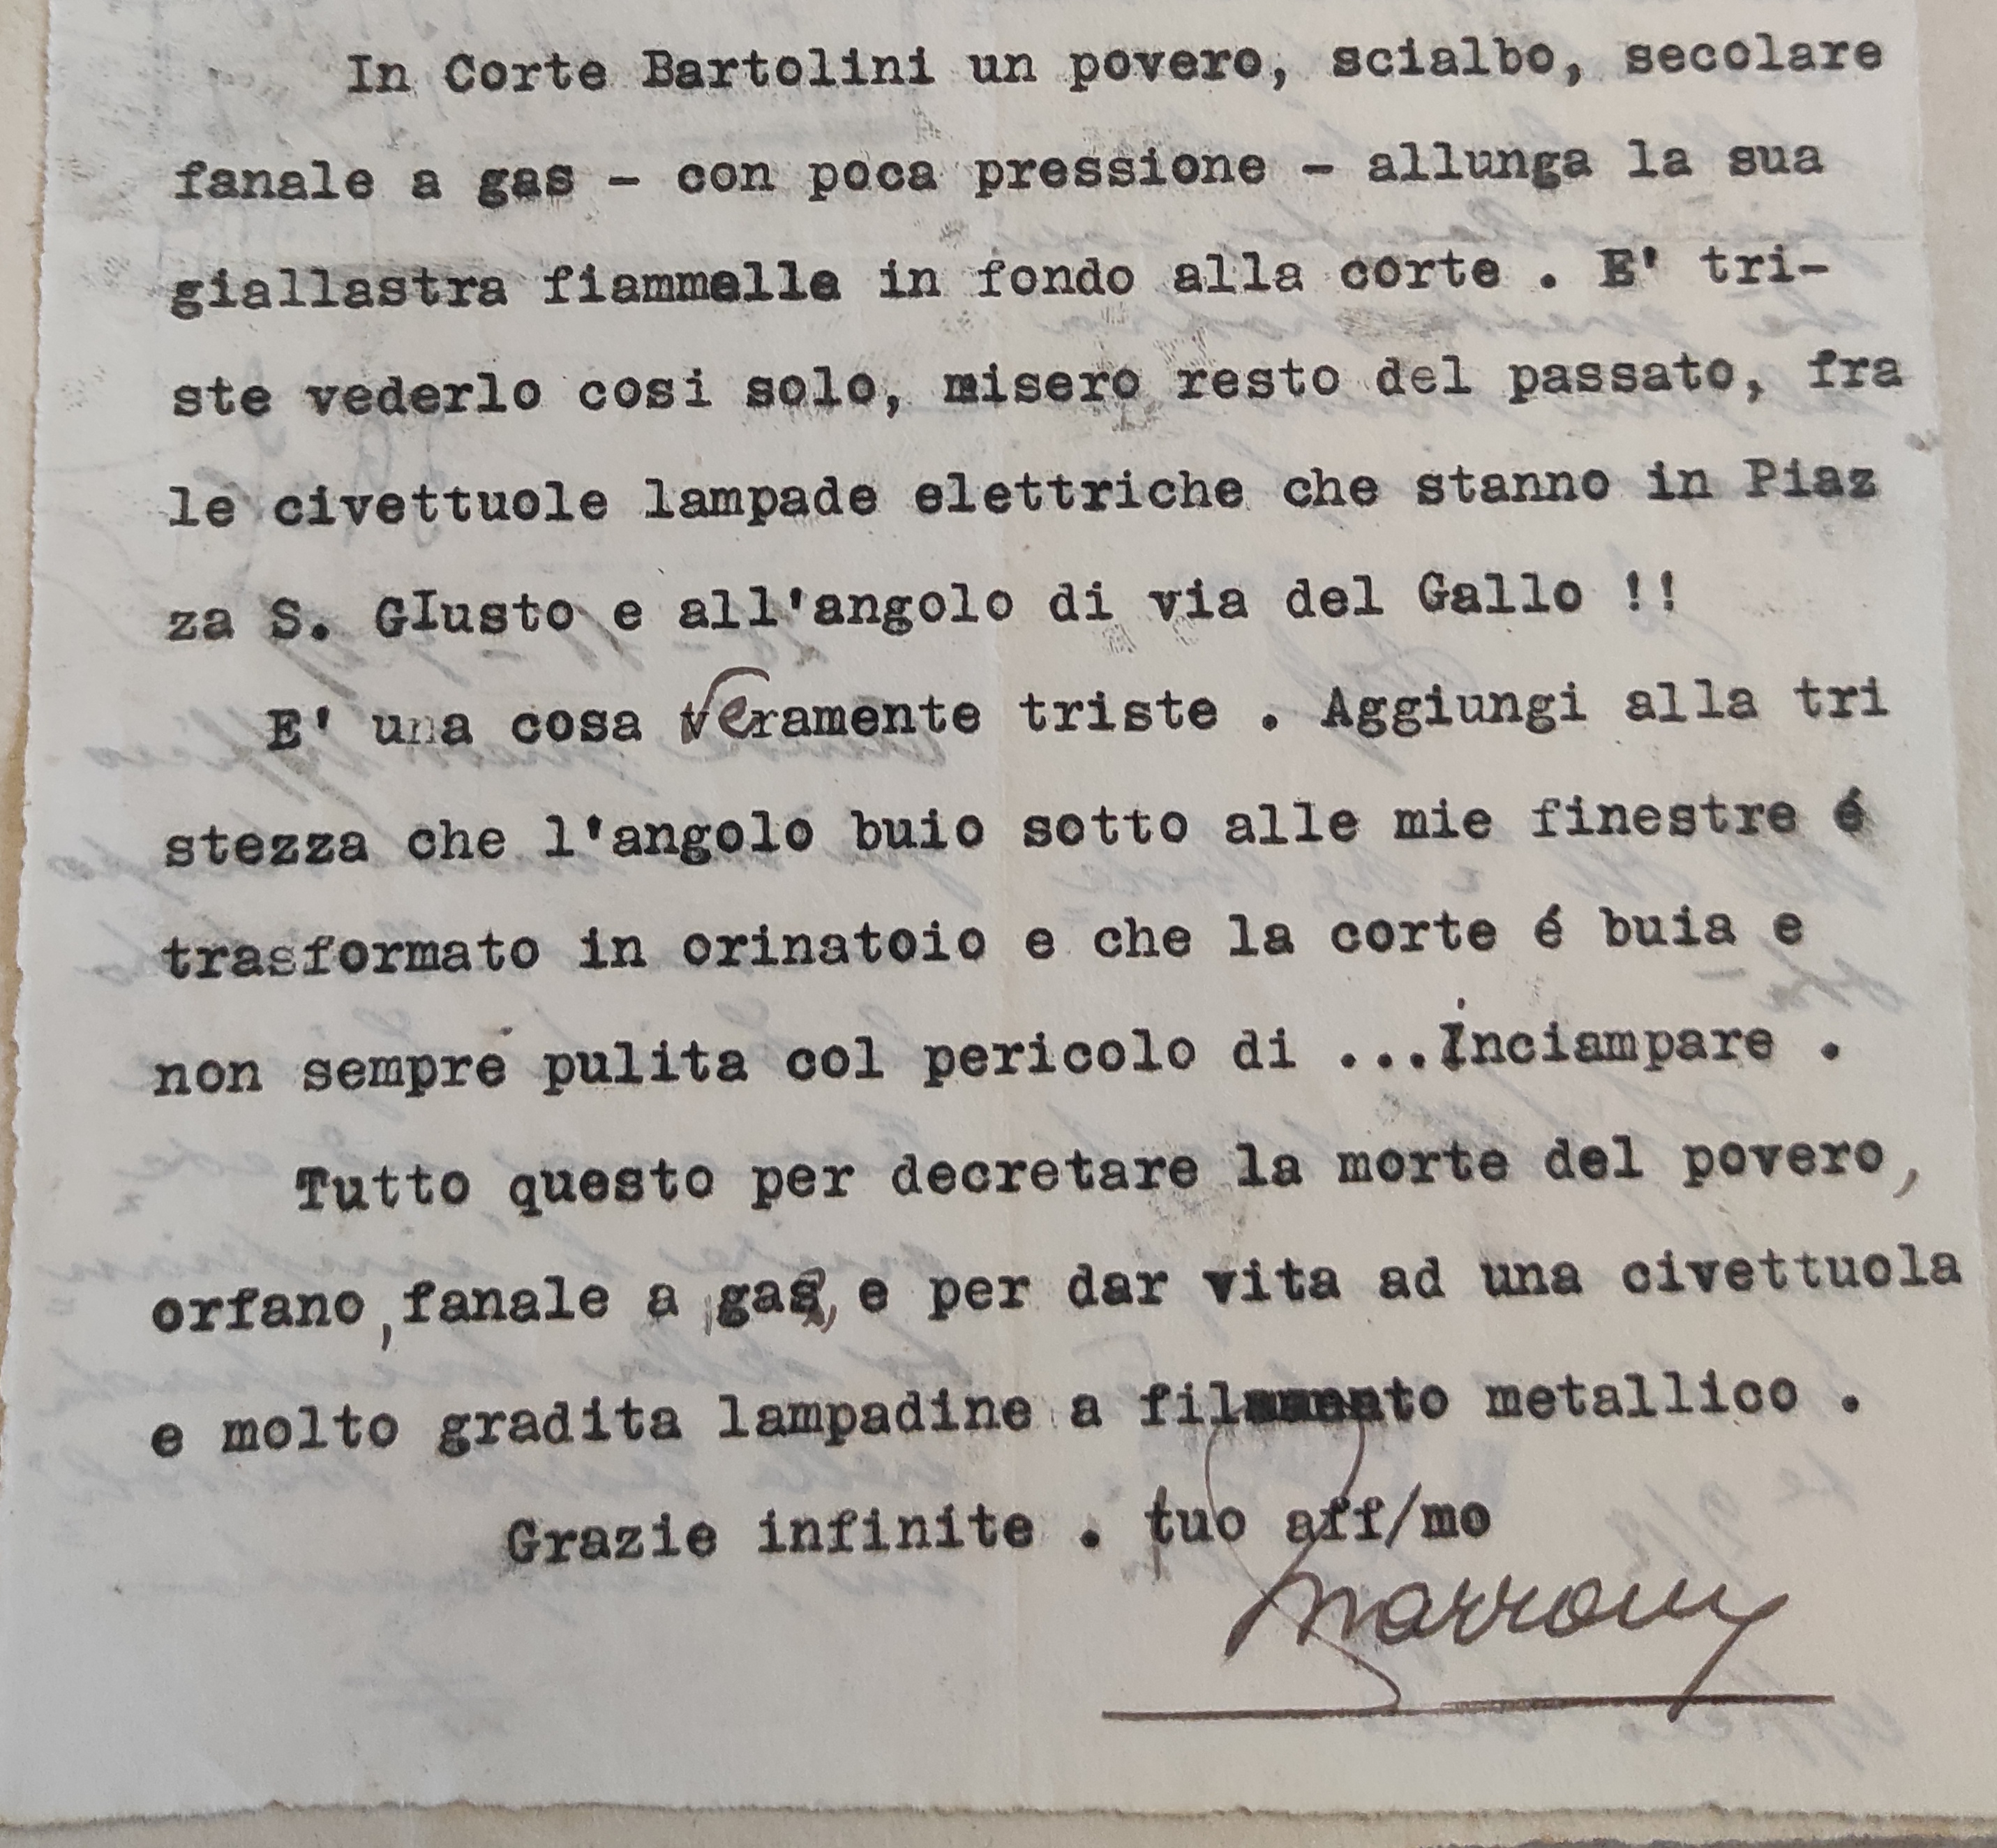 In Corte Bartolini un povero, scialbo, secolare
fanale a gas - con poca pressione - allunga la sua
giallastra fiammella in fondo alla corte . E' tri-
ste vederlo cosi solo, misero resto del passato, fra
le civettuole lampade elettriche che stanno in Piaz
za S. GIusto e all'angolo di via del Gallo !!
E' una cosa veramente triste . Aggiungi alla tri
stezza che l'angolo buio sotto alle mie finestre é
trasformato in orinatoio e che la corte é buia e
non sempre pulita col pericolo di ...Inciampare .
Tutto questo per decretare la morte del povero,
orfano, fanale a gas, e per dar vita ad una civettuola
e molto gradita lampadine a filamento metallico .
Grazie infinite . tuo aff/mo
Marrony